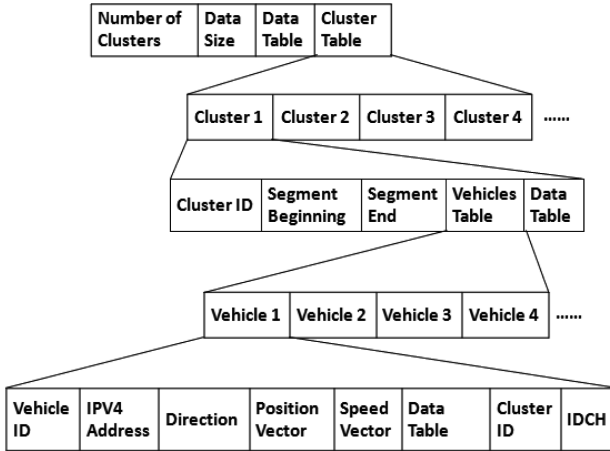 Number of Data Data Cluster
Clusters Size Table Table
Cluster 1 Cluster 2 Cluster 3 Cluster 4 ......
Cluster ID Segment Segment Vehicles Data
Beginning End Table Table
Vehicle 1 Vehicle 2 Vehicle 3 Vehicle 4 ......
Vehicle IPV4 Direction Position Speed Data Cluster IDCH
ID Address Vector Vector Table ID